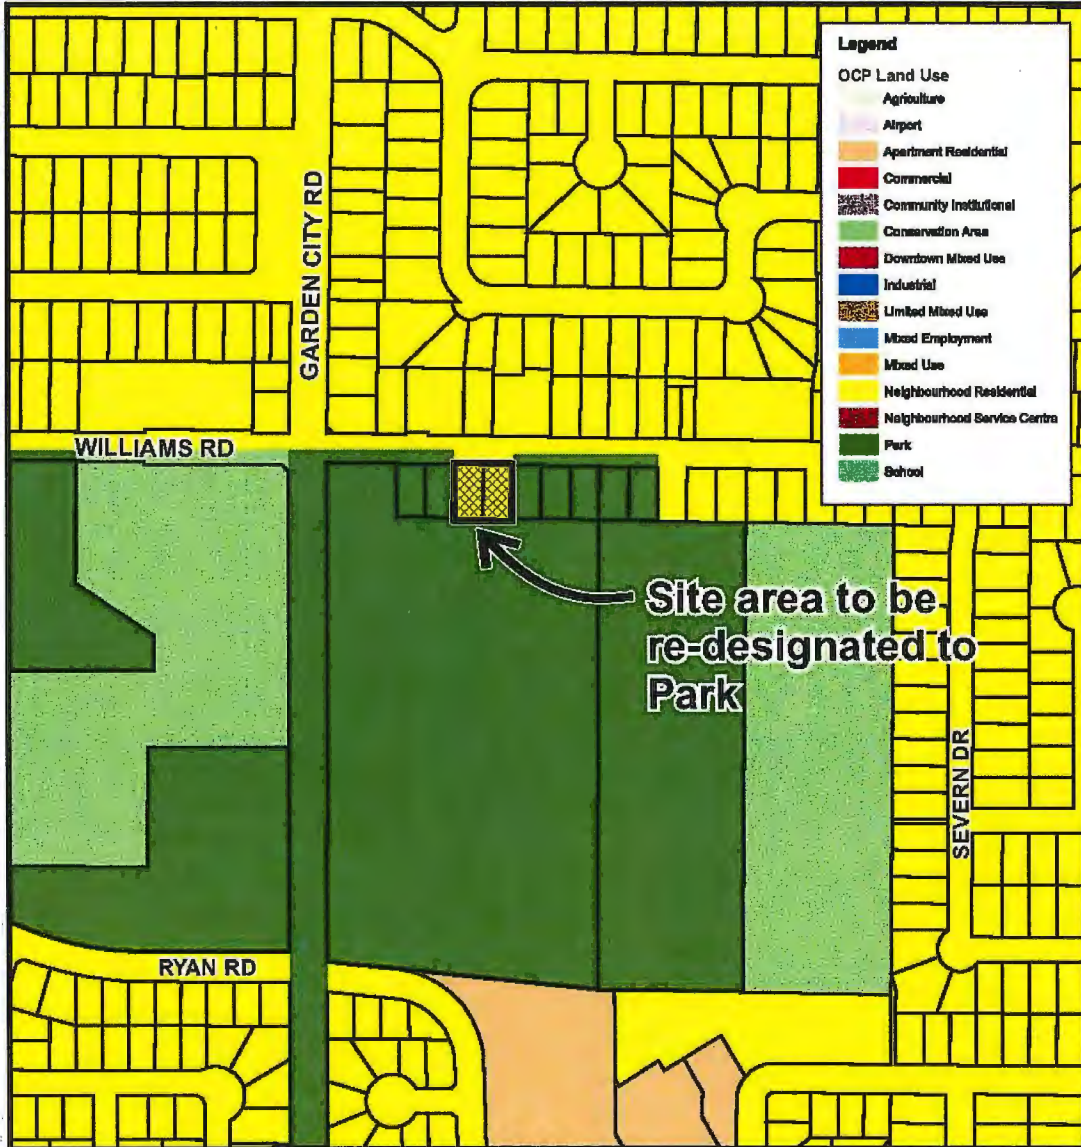 Legend
OCP Land Use
Agriculture
Airport
Apartment Residential
Commercial
Community Institutional
Conservation Area
Downtown Mixed Use
Industrial
Limited Mixed Use
Mixed Employment
Mixed Use
Neighbourhood Residential
Neighbourhood Service Centre
Park
School
GARDEN CITY RD
WILLIAMS RD
Site area to be
re-designated to
Park
SEVERN DR
RYAN RD